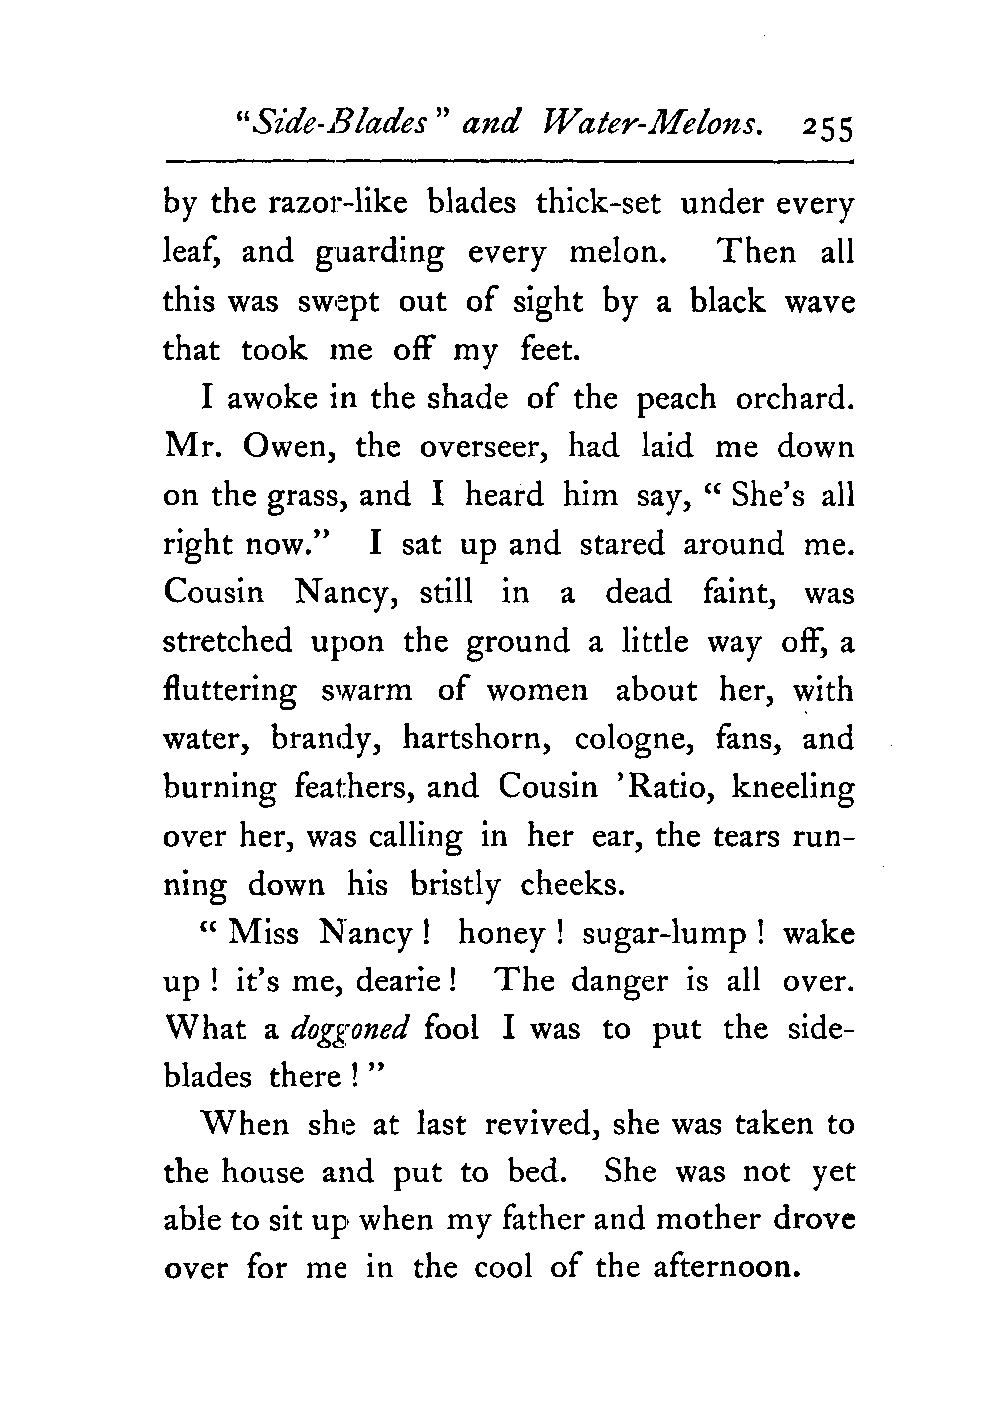 "Side-Blades" and Water-Melons. 255
by the razor-like blades thick-set under every
leaf, and guarding every melon. Then all
this was swept out of sight by a black wave
that took me off my feet.
I awoke in the shade of the peach orchard.
Mr. Owen, the overseer, had laid me down
on the grass, and I heard him say, "She's all
right now." I sat up and stared around me.
Cousin Nancy, still in a dead faint, was
stretched upon the ground a little way off, a
fluttering swarm of women about her, with
water, brandy, hartshorn, cologne, fans, and
burning feathers, and Cousin 'Ratio, kneeling
over her, was calling in her ear, the tears run-
ning down his bristly cheeks.
"Miss Nancy! honey! sugar-lump! wake
up! it's me, dearie! The danger is all over.
What a doggoned fool I was to put the side-
blades there!"
When she at last revived, she was taken to
the house and put to bed. She was not yet
able to sit up when my father and mother drove
over for me in the cool of the afternoon.